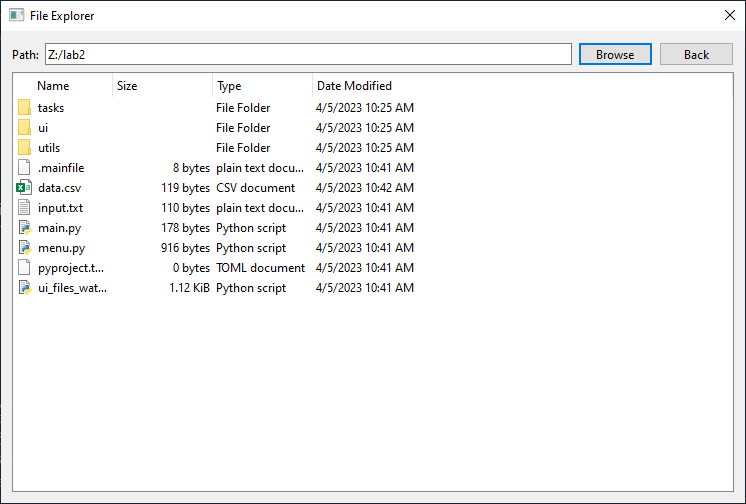 File Explorer
Path: Z:/lab2 Browse Back
Name Size Type Date Modified
tasks File Folder 4/5/2023 10:25 AM
ui File Folder 4/5/2023 10:25 AM
utils File Folder 4/5/2023 10:25 AM
.mainfile 8 bytes plain text docu... 4/5/2023 10:41 AM
data.csv 119 bytes CSV document 4/5/2023 10:42 AM
input.txt 110 bytes plain text docu... 4/5/2023 10:41 AM
main.py 178 bytes Python script 4/5/2023 10:41 AM
menu.py 916 bytes Python script 4/5/2023 10:41 AM
pyproject.t... 0 bytes TOML document 4/5/2023 10:41 AM
ui_files_wat... 1.12 KiB Python script 4/5/2023 10:41 AM